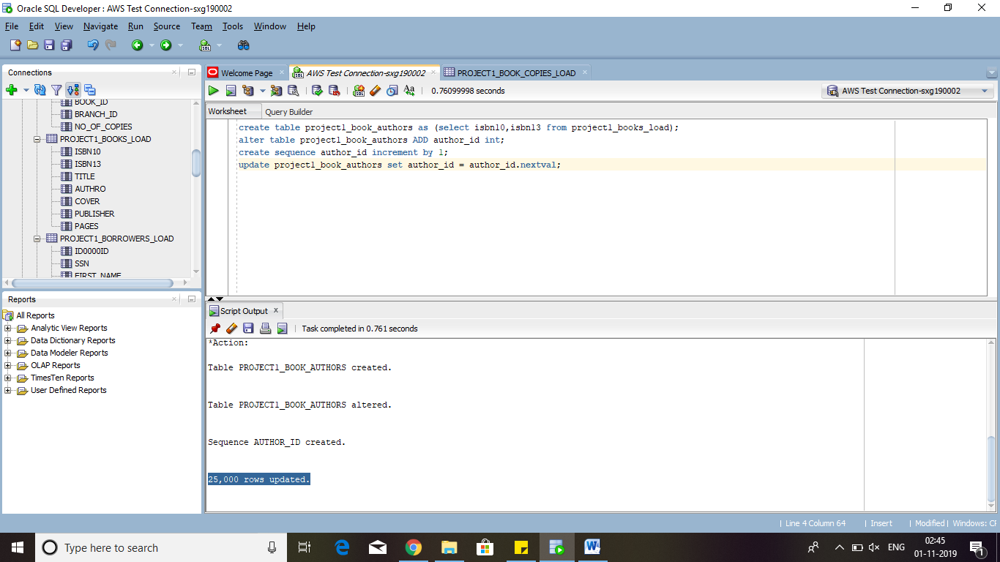 Oracle SQL Developer : AWS Test Connection-sxg190002
File Edit View Navigate Run Source Team Tools Window Help
Connections
BOOK_ID
BRANCH_ID
NO_OF_COPIES
PROJECT1_BOOKS_LOAD
ISBN10
ISBN13
TITLE
AUTHRO
COVER
PUBLISHER
PAGES
PROJECT1_BORROWERS_LOAD
ID0000ID
SSN
FIRST_NAME
Reports
All Reports
Analytic View Reports
Data Dictionary Reports
Data Modeler Reports
OLAP Reports
TimesTen Reports
User Defined Reports
Welcome Page
AWS Test Connection-sxg190002
PROJECT1_BOOK_COPIES_LOAD
0.76099998 seconds
AWS Test Connection-sxg190002
Worksheet Query Builder
create table project1_book_authors as (select isbn10,isbn13 from project1_books_load);
alter table project1_book_authors ADD author_id int;
create sequence author_id increment by 1;
update project1_book_authors set author_id = author_id.nextval;
Script Output
Task completed in 0.761 seconds
*Action:
Table PROJECT1_BOOK_AUTHORS created.
Table PROJECT1_BOOK_AUTHORS altered.
Sequence AUTHOR_ID created.
25,000 rows updated.
Line 4 Column 64 | Insert | Modified | Windows: CF
Type here to search
ENG
02:45
01-11-2019
1